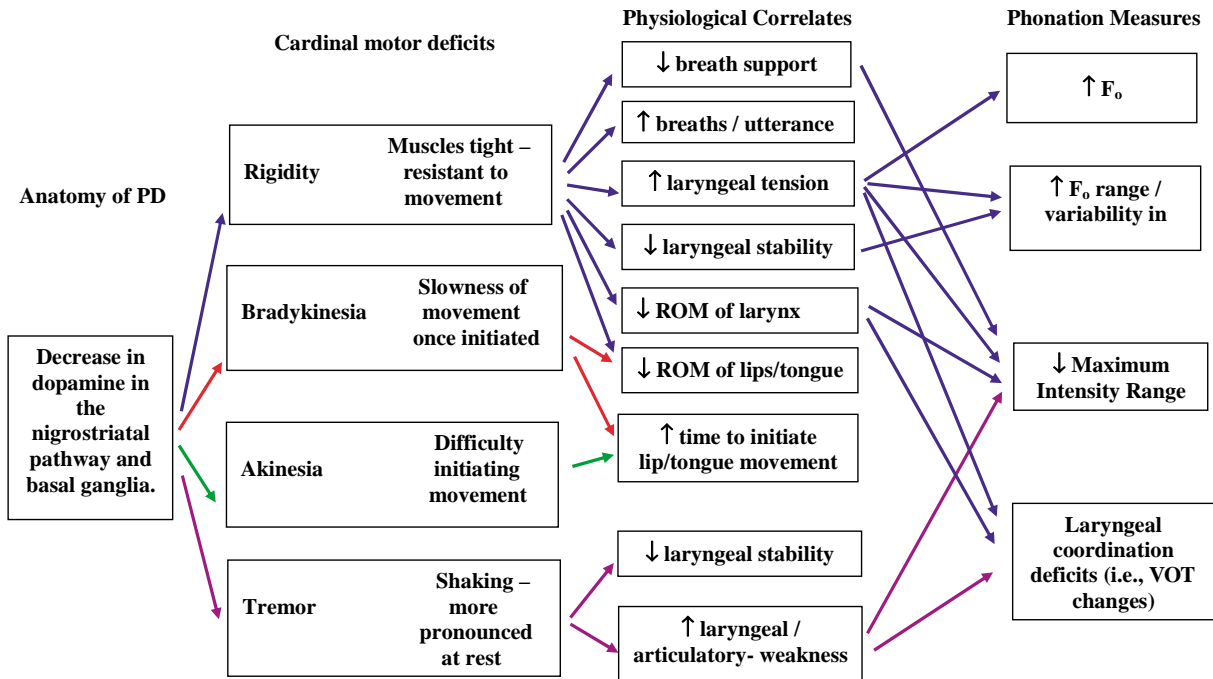 Physiological Correlates
Phonation Measures
Cardinal motor deficits
Anatomy of PD
Decrease in
dopamine in
the
nigrostriatal
pathway and
basal ganglia.
Rigidity
Muscles tight –
resistant to
movement
Bradykinesia
Slowness of
movement
once initiated
Akinesia
Difficulty
initiating
movement
Tremor
Shaking –
more
pronounced
at rest
↓ breath support
↑ breaths / utterance
↑ laryngeal tension
↓ laryngeal stability
↓ ROM of larynx
↓ ROM of lips/tongue
↑ time to initiate
lip/tongue movement
↓ laryngeal stability
↑ laryngeal /
articulatory- weakness
↑ Fo
↑ Fo range /
variability in
↓ Maximum
Intensity Range
Laryngeal
coordination
deficits (i.e., VOT
changes)